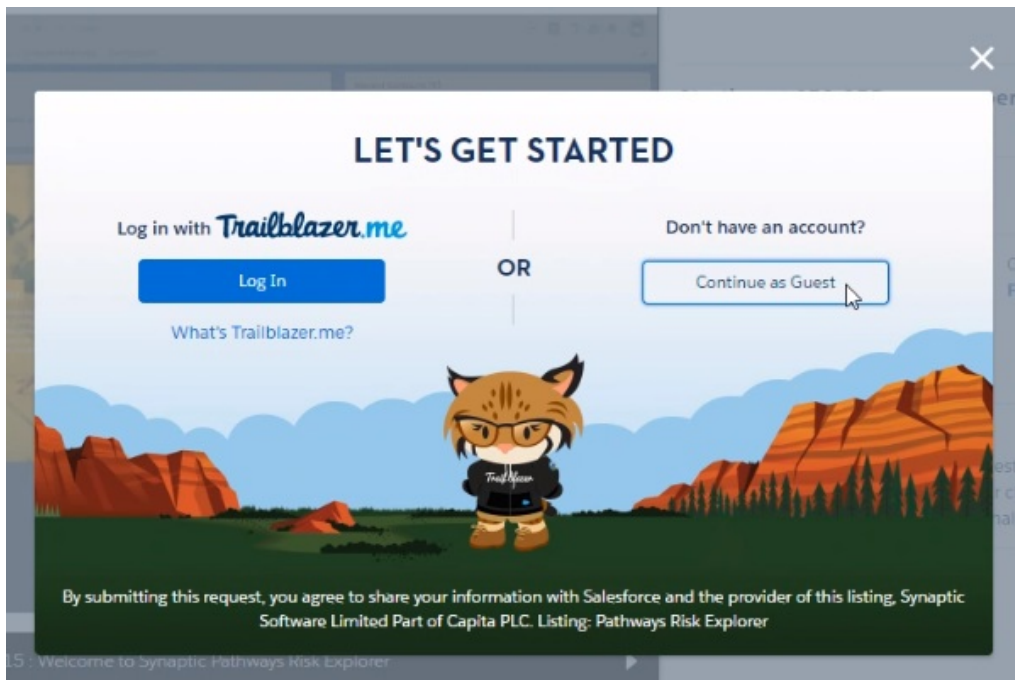 LET'S GET STARTED
Log in with Trailblazer.me
Log In
What's Trailblazer.me?
OR
Don't have an account?
Continue as Guest
Trailblazer
By submitting this request, you agree to share your information with Salesforce and the provider of this listing, Synaptic
Software Limited Part of Capita PLC. Listing: Pathways Risk Explorer
15 : Welcome to Synaptic Pathways Risk Explorer